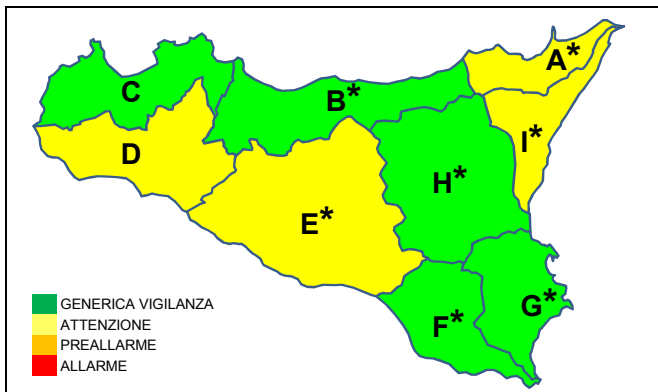 A*
C
B*
I*
D
H*
E*
G*
F*
GENERICA VIGILANZA
ATTENZIONE
PREALLARME
ALLARME